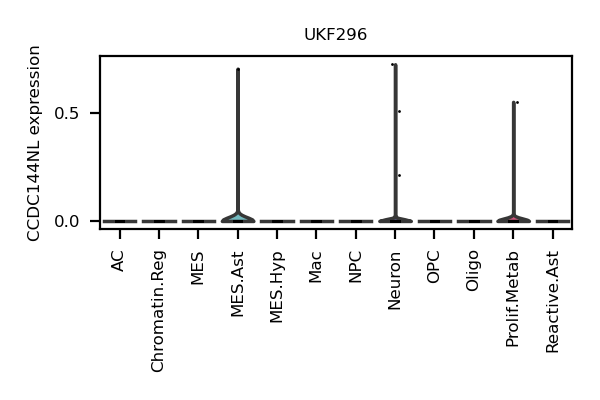 UKF296
CCDC144NL expression
0.5
0.0
AC
Chromatin.Reg
MES
MES.Ast
MES.Hyp
Mac
NPC
Neuron
OPC
Oligo
Prolif.Metab
Reactive.Ast